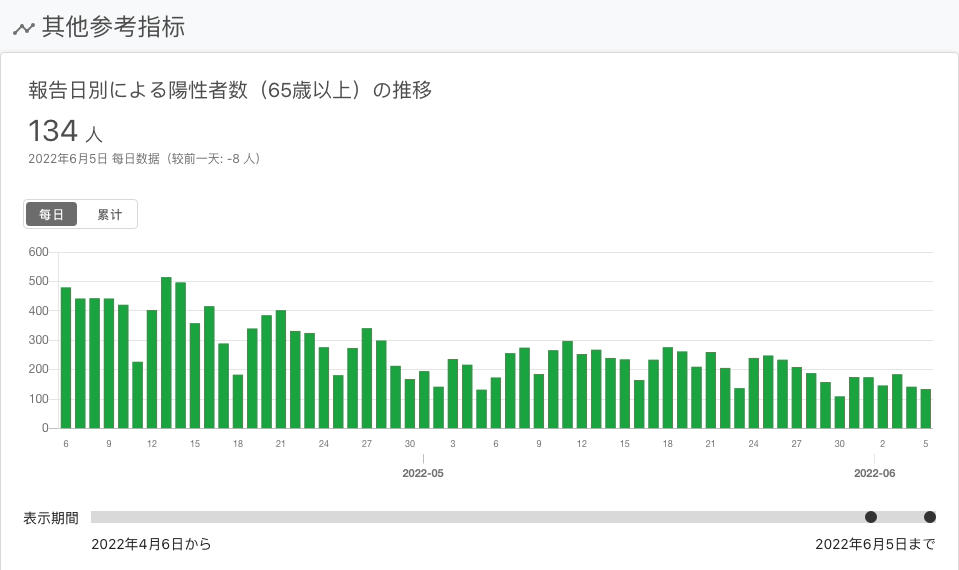 其他参考指标
報告日別による陽性者数（65歳以上）の推移
134 人
2022年6月5日 每日数据（较前一天: -8 人）
每日 累计
600
500
400
300
200
100
0
6 9 12 15 18 21 24 27 30 3 6 9 12 15 18 21 24 27 30 2 5
2022-05 2022-06
表示期間
2022年4月6日から 2022年6月5日まで